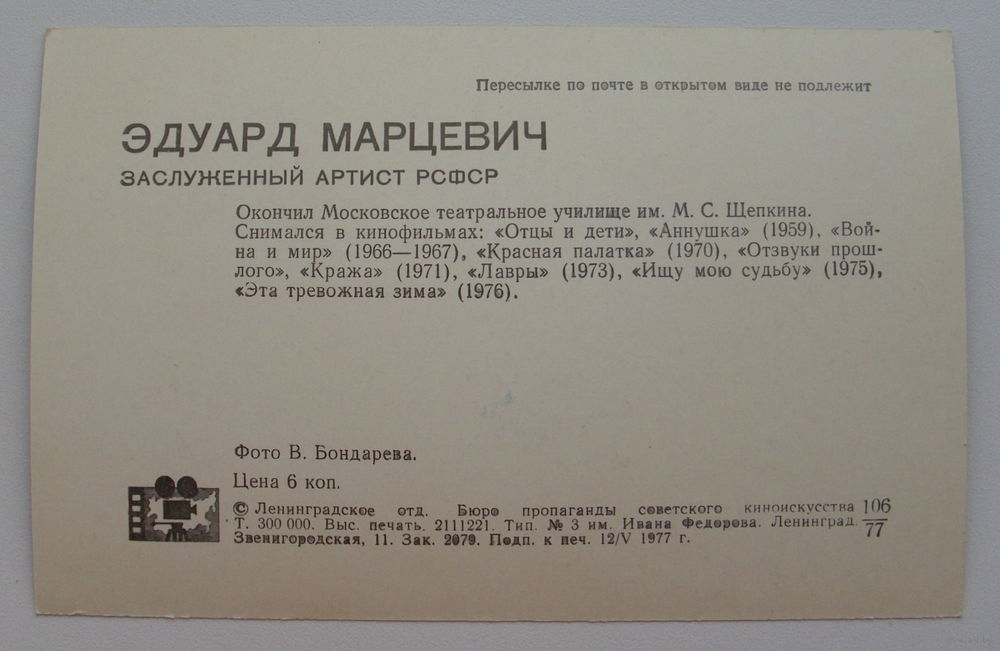 Пересылке по почте в открытом виде не подлежит
ЭДУАРД МАРЦЕВИЧ
ЗАСЛУЖЕННЫЙ АРТИСТ РСФСР
Окончил Московское театральное училище им. М. С. Щепкина.
Снимался в кинофильмах: «Отцы и дети», «Аннушка» (1959), «Вой-
на и мир» (1966—1967), «Красная палатка» (1970), «Отзвуки прош-
лого», «Кража» (1971), «Лавры» (1973), «Ищу мою судьбу» (1975),
«Эта тревожная зима» (1976).
Фото В. Бондарева.
Цена 6 коп.
© Ленинградское отд. Бюро пропаганды советского киноискусства 106
Т. 300 000. Выс. печать. 2111221. Тип. № 3 им. Ивана Федорова. Ленинград. 77
Звенигородская, 11. Зак. 2079. Подп. к печ. 12/V 1977 г.